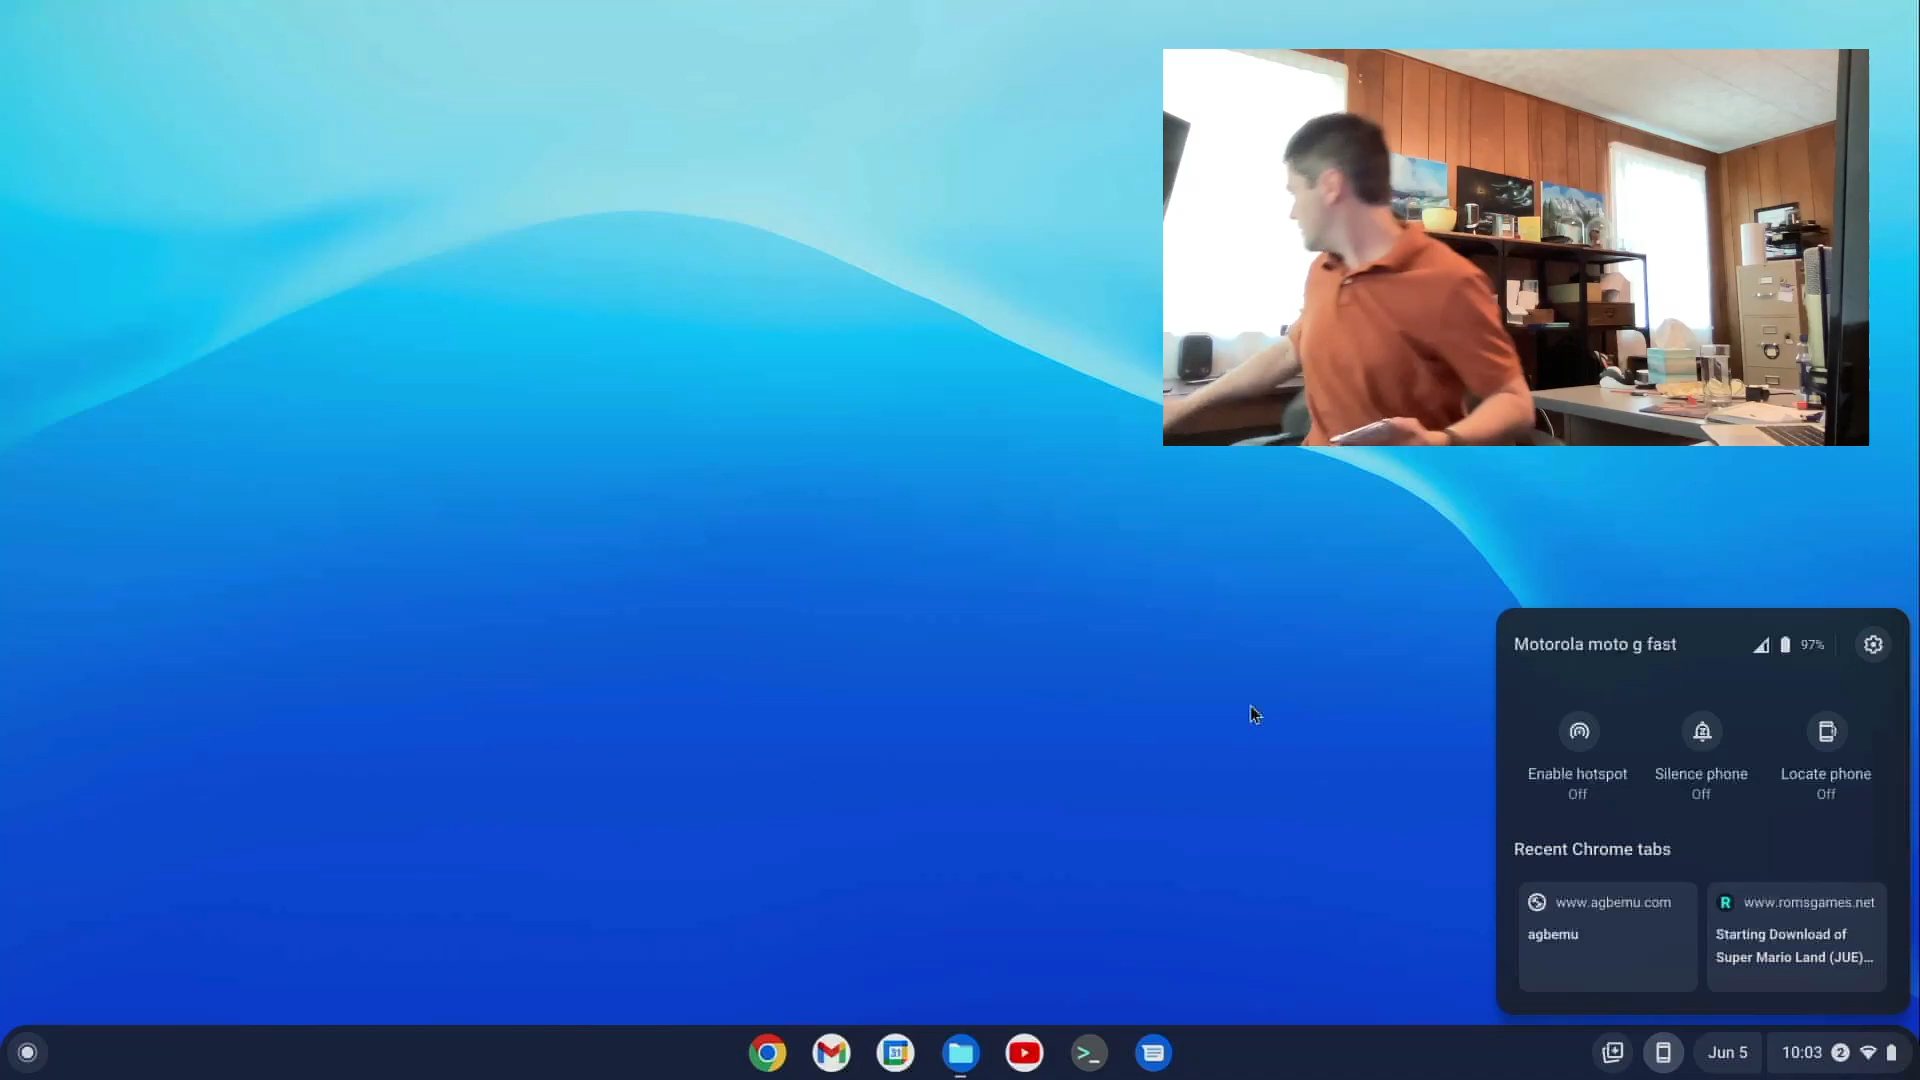 Motorola moto g fast
97%
Enable hotspot
Off
Silence phone
Off
Locate phone
Off
Recent Chrome tabs
www.agbemu.com
agbemu
R
www.romsgames.net
Starting Download of
Super Mario Land (JUE)...
31
>_
Jun 5
10:03
2